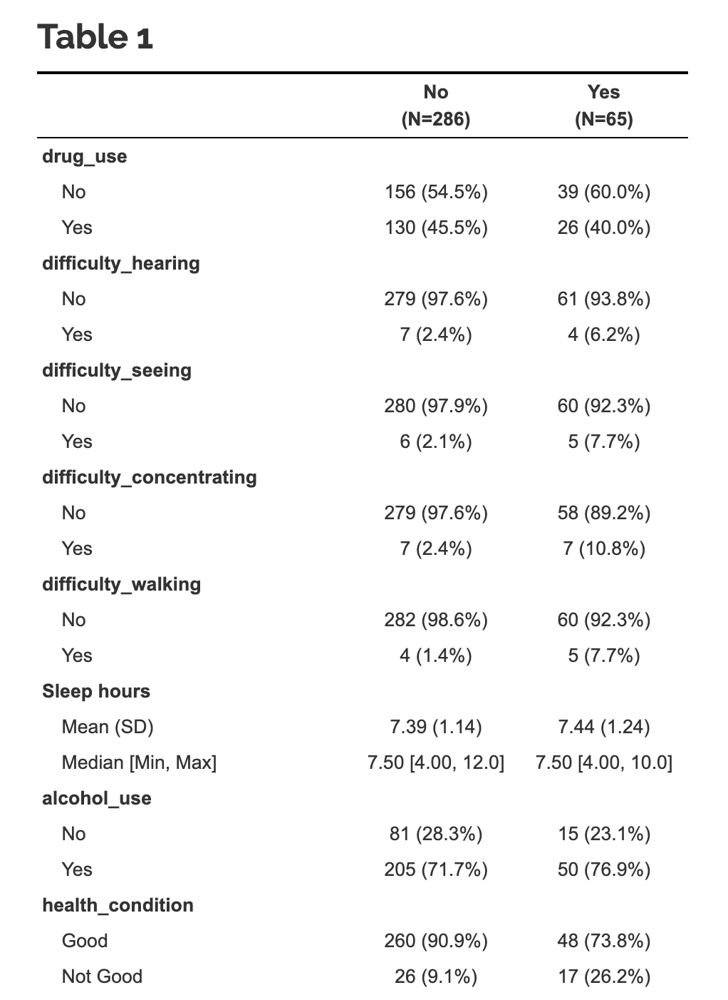 Table 1
No Yes
(N=286) (N=65)
drug_use
No 156 (54.5%) 39 (60.0%)
Yes 130 (45.5%) 26 (40.0%)
difficulty_hearing
No 279 (97.6%) 61 (93.8%)
Yes 7 (2.4%) 4 (6.2%)
difficulty_seeing
No 280 (97.9%) 60 (92.3%)
Yes 6 (2.1%) 5 (7.7%)
difficulty_concentrating
No 279 (97.6%) 58 (89.2%)
Yes 7 (2.4%) 7 (10.8%)
difficulty_walking
No 282 (98.6%) 60 (92.3%)
Yes 4 (1.4%) 5 (7.7%)
Sleep hours
Mean (SD) 7.39 (1.14) 7.44 (1.24)
Median [Min, Max] 7.50 [4.00, 12.0] 7.50 [4.00, 10.0]
alcohol_use
No 81 (28.3%) 15 (23.1%)
Yes 205 (71.7%) 50 (76.9%)
health_condition
Good 260 (90.9%) 48 (73.8%)
Not Good 26 (9.1%) 17 (26.2%)